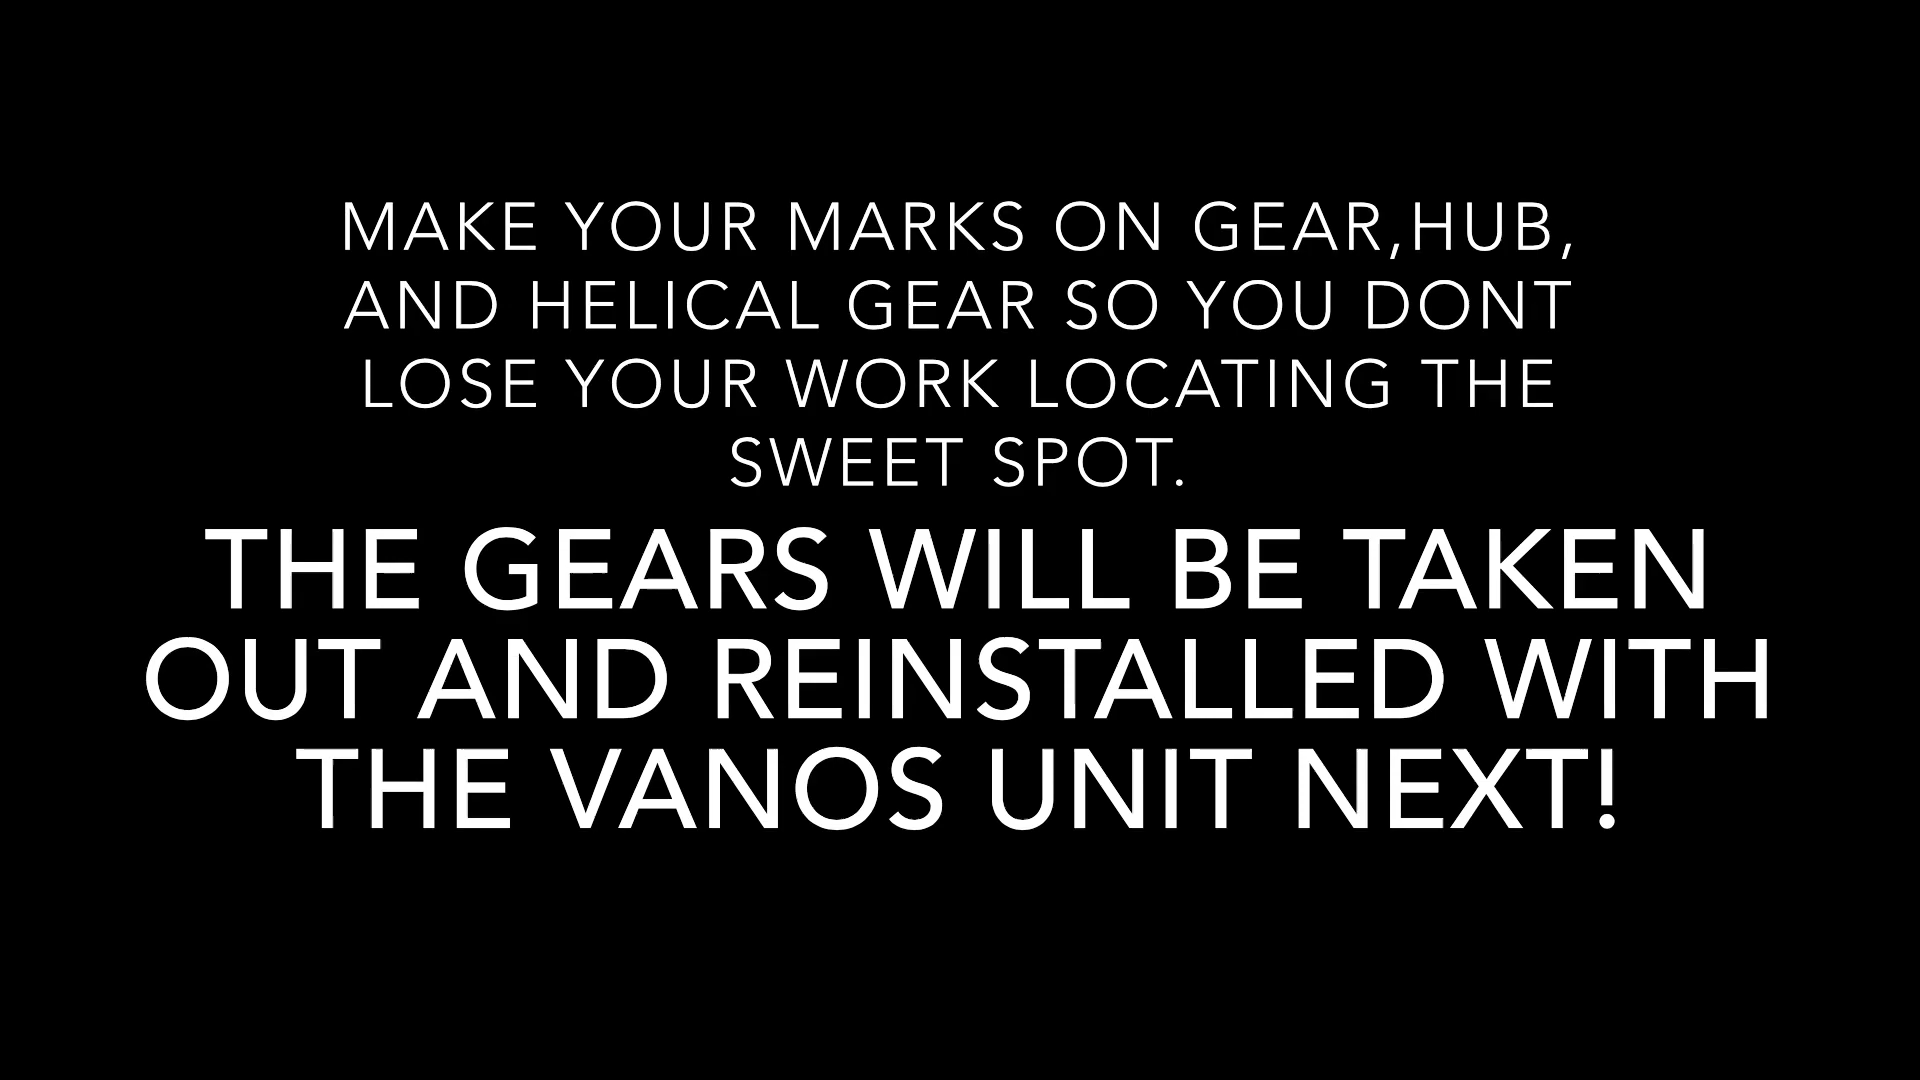 MAKE YOUR MARKS ON GEAR,HUB,
AND HELICAL GEAR SO YOU DONT
LOSE YOUR WORK LOCATING THE
SWEET SPOT.
THE GEARS WILL BE TAKEN
OUT AND REINSTALLED WITH
THE VANOS UNIT NEXT!